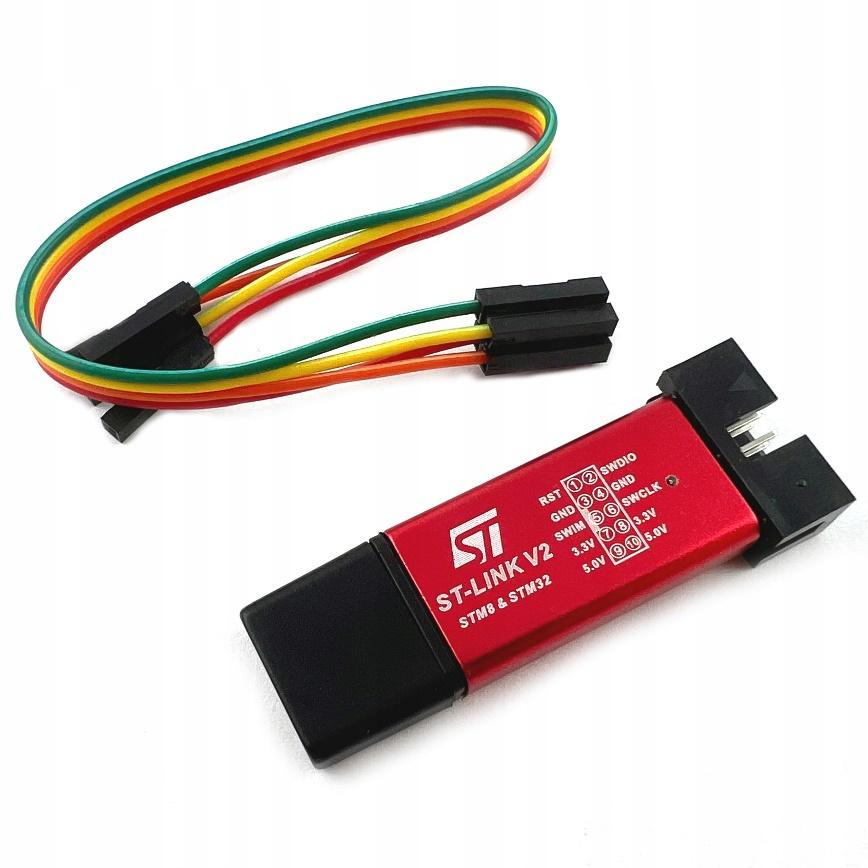 ST
ST-LINK V2
STM8 & STM32
RST 1 2 SWDIO
GND 3 4 GND
SWIM 5 6 SWCLK
3.3V 7 8 3.3V
5.0V 9 10 5.0V